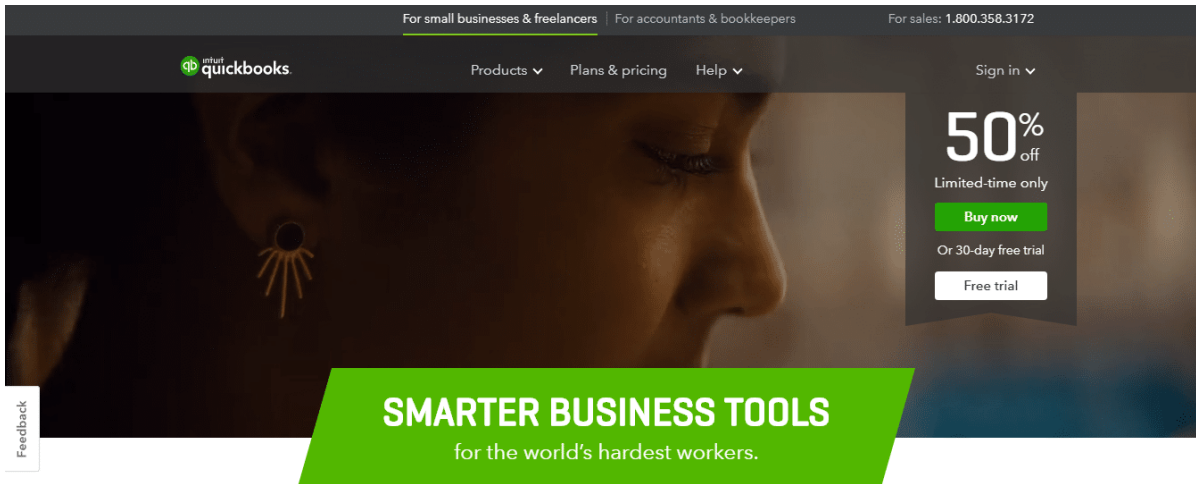 For small businesses & freelancers
For accountants & bookkeepers
For sales: 1.800.358.3172
intuit
quickbooks.
Products
Plans & pricing
Help
Sign in
50%
off
Limited-time only
Buy now
Or 30-day free trial
Free trial
Feedback
SMARTER BUSINESS TOOLS
for the world's hardest workers.